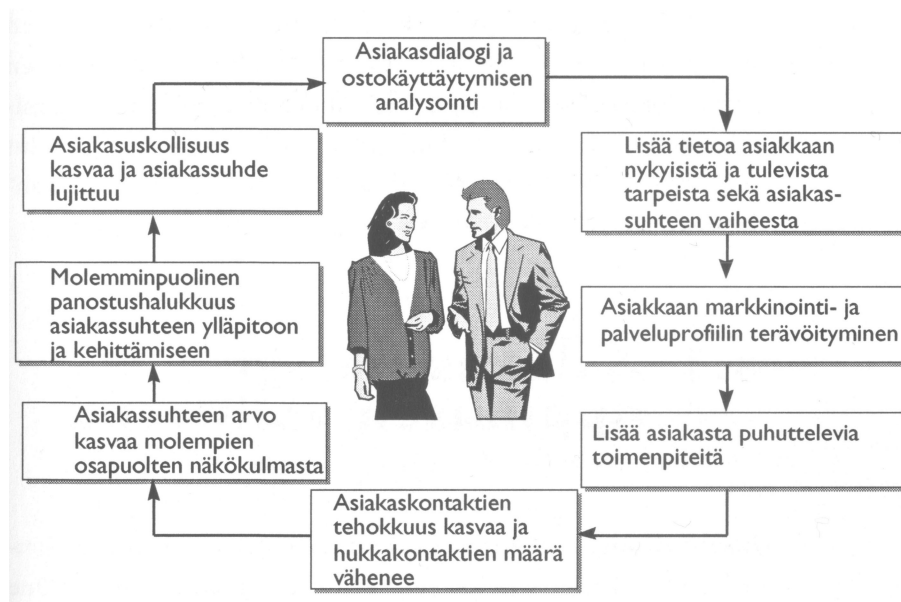 Asiakasdialogi ja
ostokäyttäytymisen
analysointi
Lisää tietoa asiakkaan
nykyisistä ja tulevista
tarpeista sekä asiakas-
suhteen vaiheesta
Asiakkaan markkinointi- ja
palveluprofiilin terävöityminen
Lisää asiakasta puhuttelevia
toimenpiteitä
Asiakaskontaktien
tehokkuus kasvaa ja
hukkakontaktien määrä
vähenee
Asiakassuhteen arvo
kasvaa molempien
osapuolten näkökulmasta
Molemminpuolinen
panostushalukkuus
asiakassuhteen ylläpitoon
ja kehittämiseen
Asiakasuskollisuus
kasvaa ja asiakassuhde
lujittuu